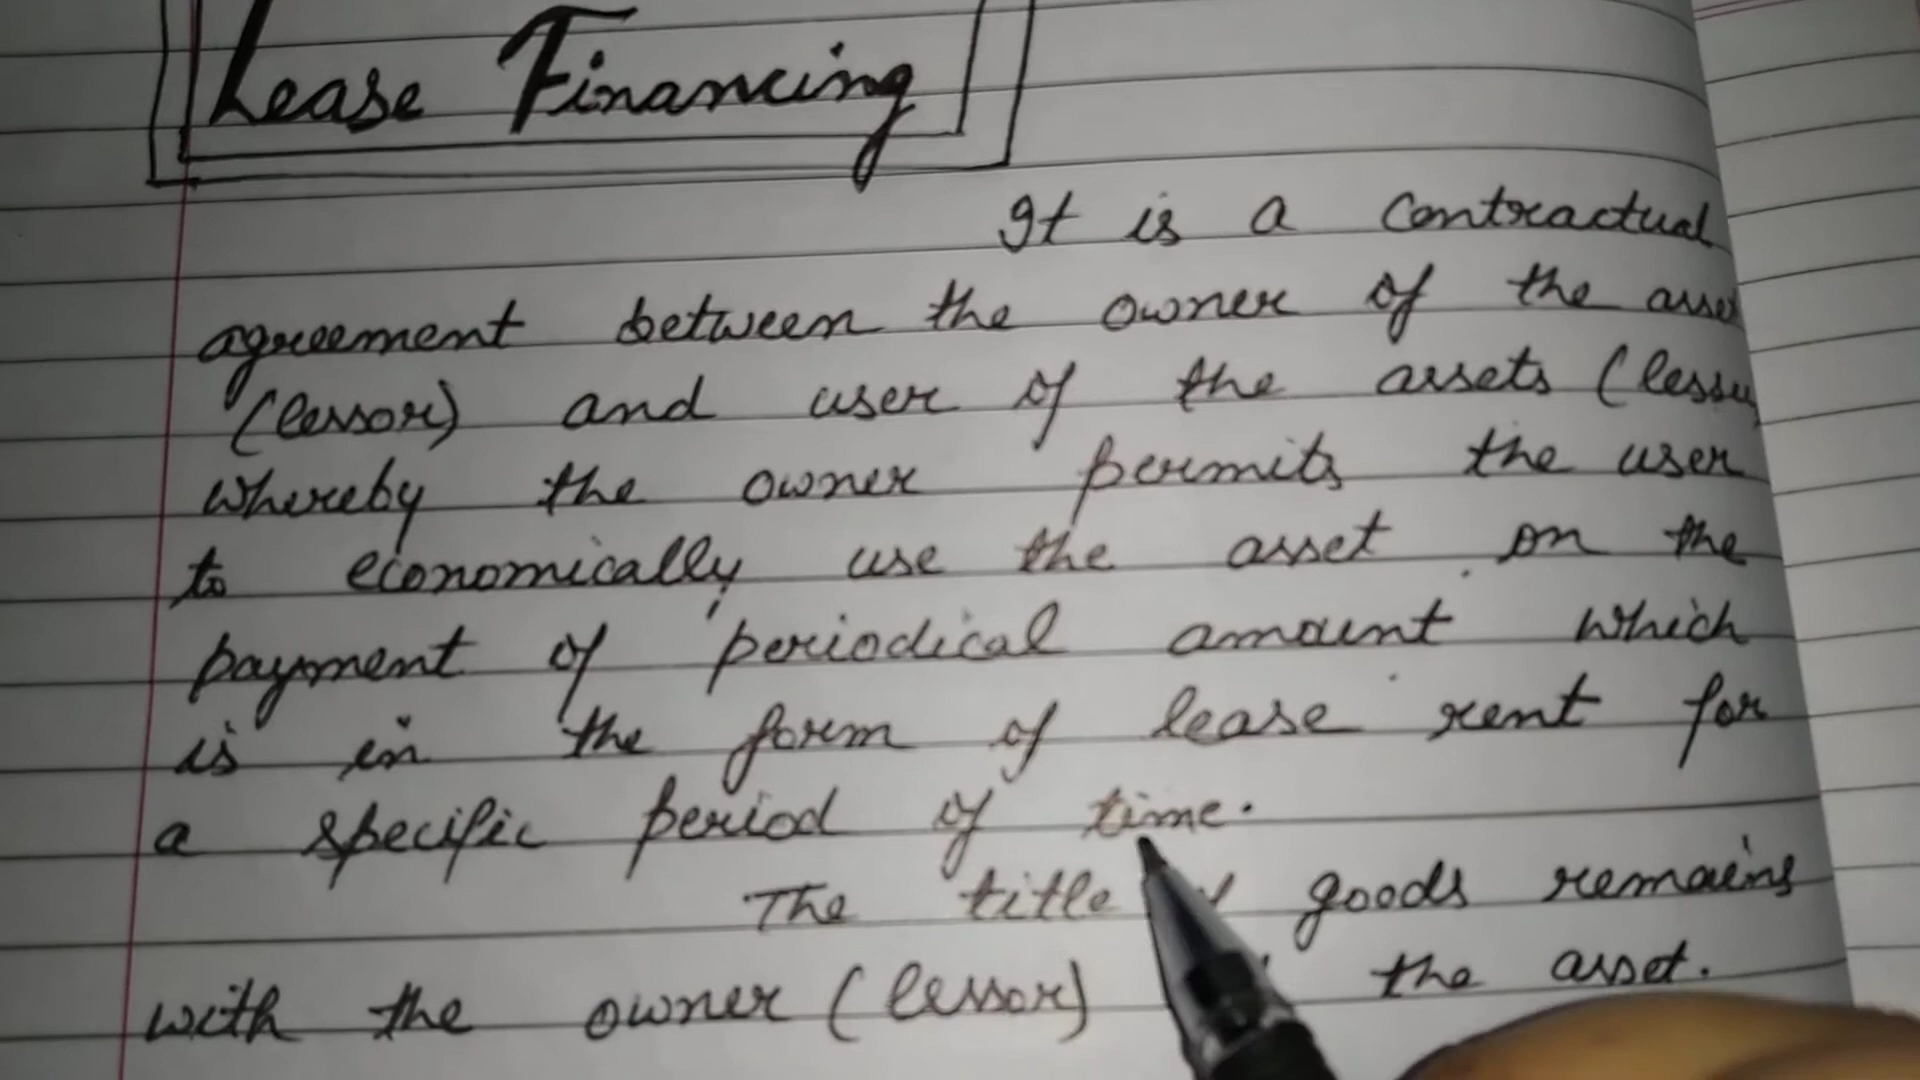 Lease Financing
It is a contractual
agreement between the owner of the asset
(lessor) and user of the assets (lessee
whereby the owner permits the user
to economically use the asset on the
payment of periodical amount which
is in the form of lease rent for
a specific period of time.
The title goods remains
with the owner (lessor) the asset.